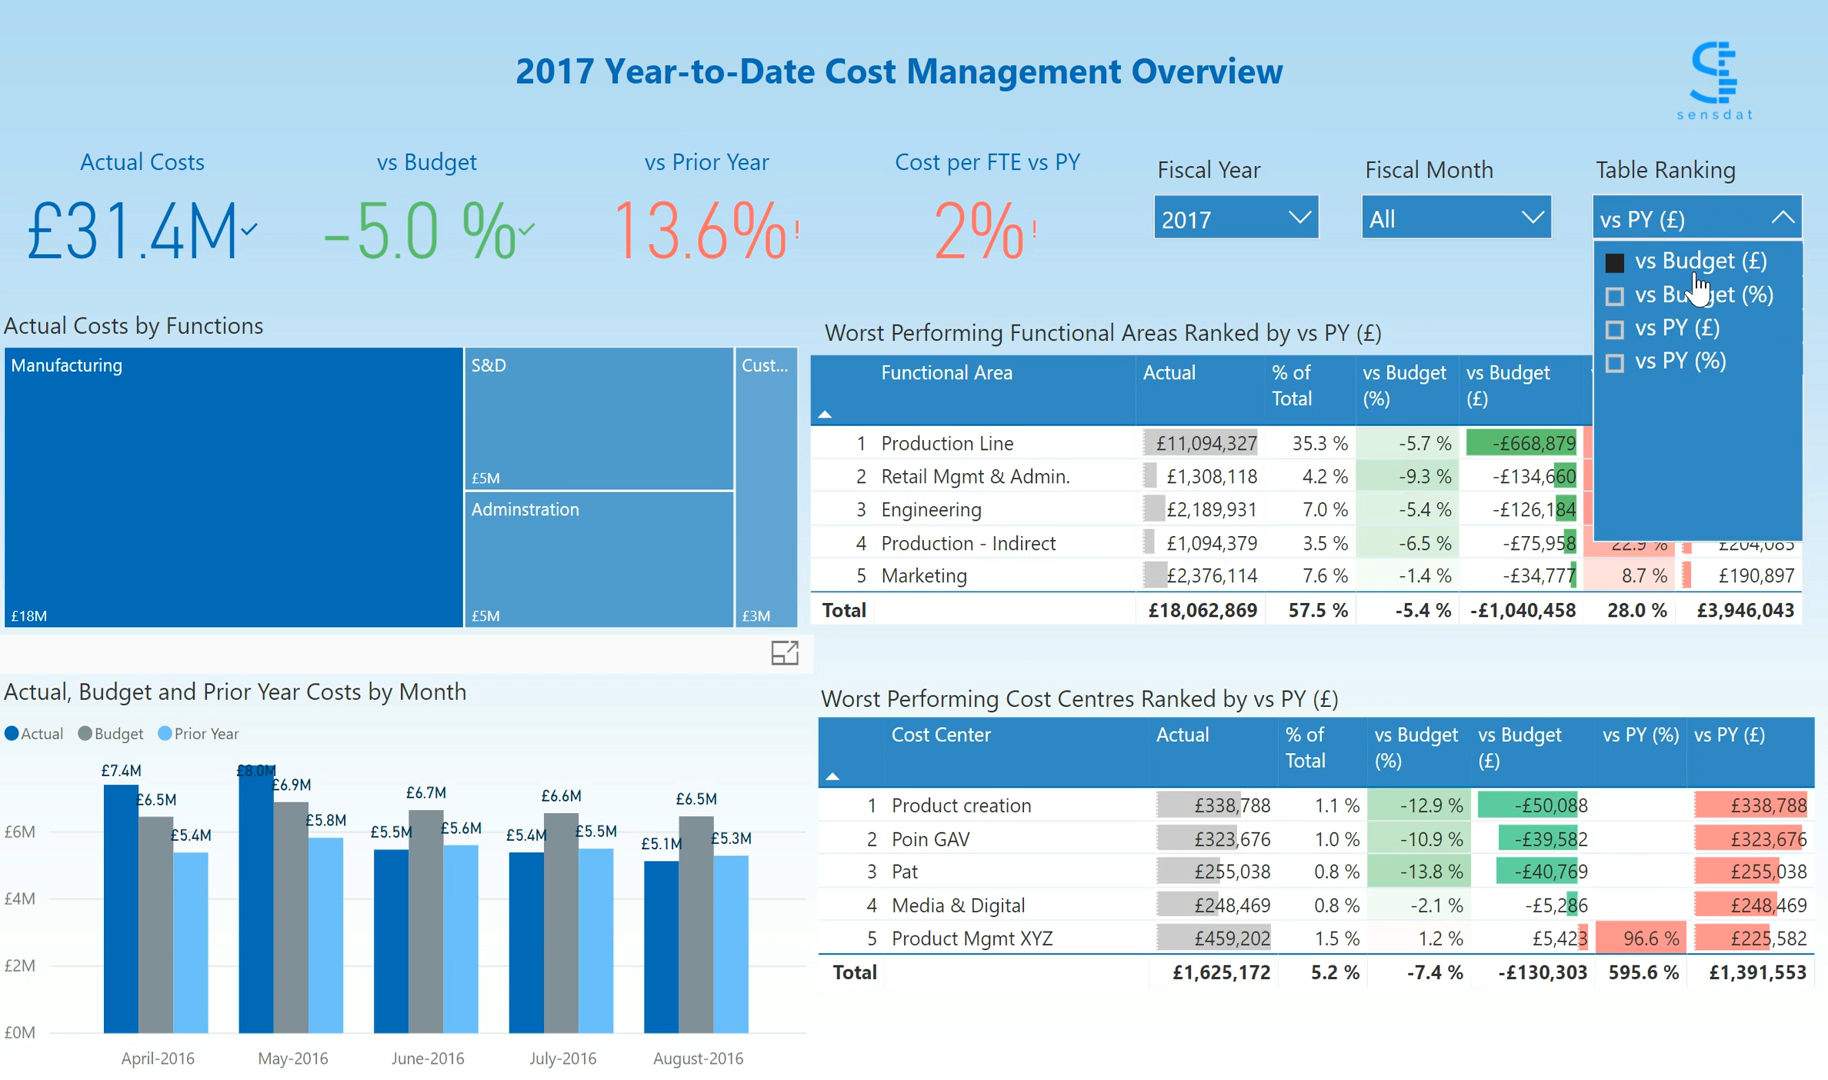 2017 Year-to-Date Cost Management Overview
sensdat
Actual Costs
£31.4M
vs Budget
-5.0 %
vs Prior Year
13.6%!
Cost per FTE vs PY
2%!
Fiscal Year
2017
Fiscal Month
All
Table Ranking
vs PY (£)
vs Budget (£)
vs Budget (%)
vs PY (£)
vs PY (%)
Actual Costs by Functions
Manufacturing
£18M
S&D
£5M
Adminstration
£5M
Cust...
£3M
Worst Performing Functional Areas Ranked by vs PY (£)
Functional Area Actual % of Total vs Budget (%) vs Budget (£)
1 Production Line £11,094,327 35.3 % -5.7 % -£668,879
2 Retail Mgmt & Admin. £1,308,118 4.2 % -9.3 % -£134,660
3 Engineering £2,189,931 7.0 % -5.4 % -£126,184
4 Production - Indirect £1,094,379 3.5 % -6.5 % -£75,958 22.9 % £204,085
5 Marketing £2,376,114 7.6 % -1.4 % -£34,777 8.7 % £190,897
Total £18,062,869 57.5 % -5.4 % -£1,040,458 28.0 % £3,946,043
Actual, Budget and Prior Year Costs by Month
Actual Budget Prior Year
£6M
£4M
£2M
£0M
£7.4M £6.5M £5.4M
£8.0M £6.9M £5.8M
£5.5M £6.7M £5.6M
£5.4M £6.6M £5.5M
£5.1M £6.5M £5.3M
April-2016 May-2016 June-2016 July-2016 August-2016
Worst Performing Cost Centres Ranked by vs PY (£)
Cost Center Actual % of Total vs Budget (%) vs Budget (£) vs PY (%) vs PY (£)
1 Product creation £338,788 1.1 % -12.9 % -£50,088 £338,788
2 Poin GAV £323,676 1.0 % -10.9 % -£39,582 £323,676
3 Pat £255,038 0.8 % -13.8 % -£40,769 £255,038
4 Media & Digital £248,469 0.8 % -2.1 % -£5,286 £248,469
5 Product Mgmt XYZ £459,202 1.5 % 1.2 % £5,423 96.6 % £225,582
Total £1,625,172 5.2 % -7.4 % -£130,303 595.6 % £1,391,553